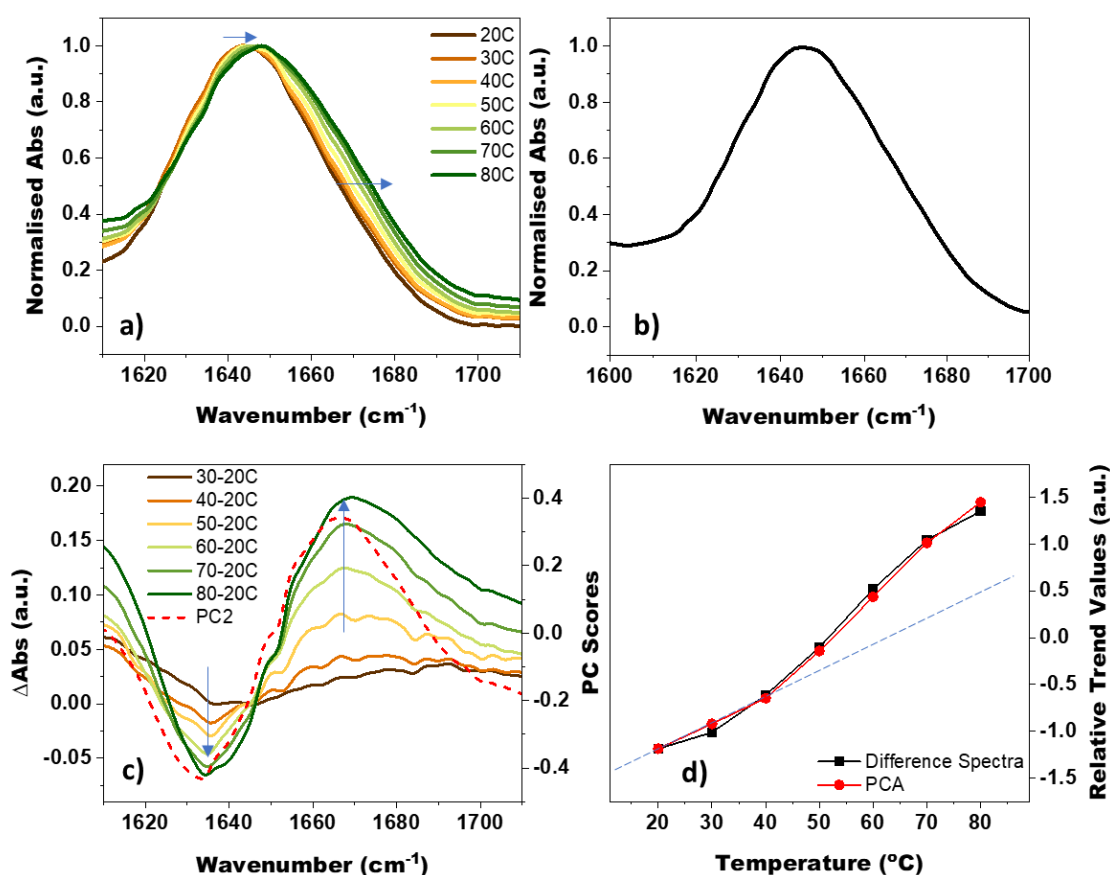 Normalised Abs (a.u.)
1.0
0.8
0.6
0.4
0.2
0.0
20C
30C
40C
50C
60C
70C
80C
a)
1620 1640 1660 1680 1700
Wavenumber (cm-1)
Normalised Abs (a.u.)
1.0
0.8
0.6
0.4
0.2
0.0
b)
1600 1620 1640 1660 1680 1700
Wavenumber (cm-1)
ΔAbs (a.u.)
0.20
0.15
0.10
0.05
0.00
-0.05
30-20C
40-20C
50-20C
60-20C
70-20C
80-20C
PC2
c)
0.4
0.2
0.0
-0.2
-0.4
PC Scores
1620 1640 1660 1680 1700
Wavenumber (cm-1)
d)
Difference Spectra
PCA
1.5
1.0
0.5
0.0
-0.5
-1.0
-1.5
Relative Trend Values (a.u.)
20 30 40 50 60 70 80
Temperature (ºC)